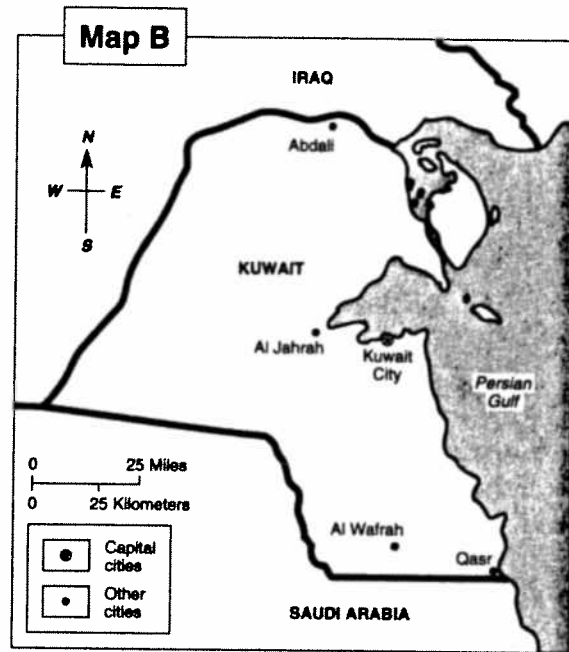 Map B
IRAQ
Abdali
N
W E
S
KUWAIT
Al Jahrah
Kuwait
City
Persian
Gulf
0 25 Miles
0 25 Kilometers
Al Wafrah
Qasr
Capital
cities
Other
cities
SAUDI ARABIA